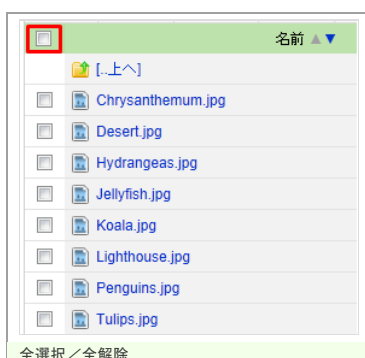 名前 ▲▼
[..上へ]
Chrysanthemum.jpg
Desert.jpg
Hydrangeas.jpg
Jellyfish.jpg
Koala.jpg
Lighthouse.jpg
Penguins.jpg
Tulips.jpg
全選択／全解除